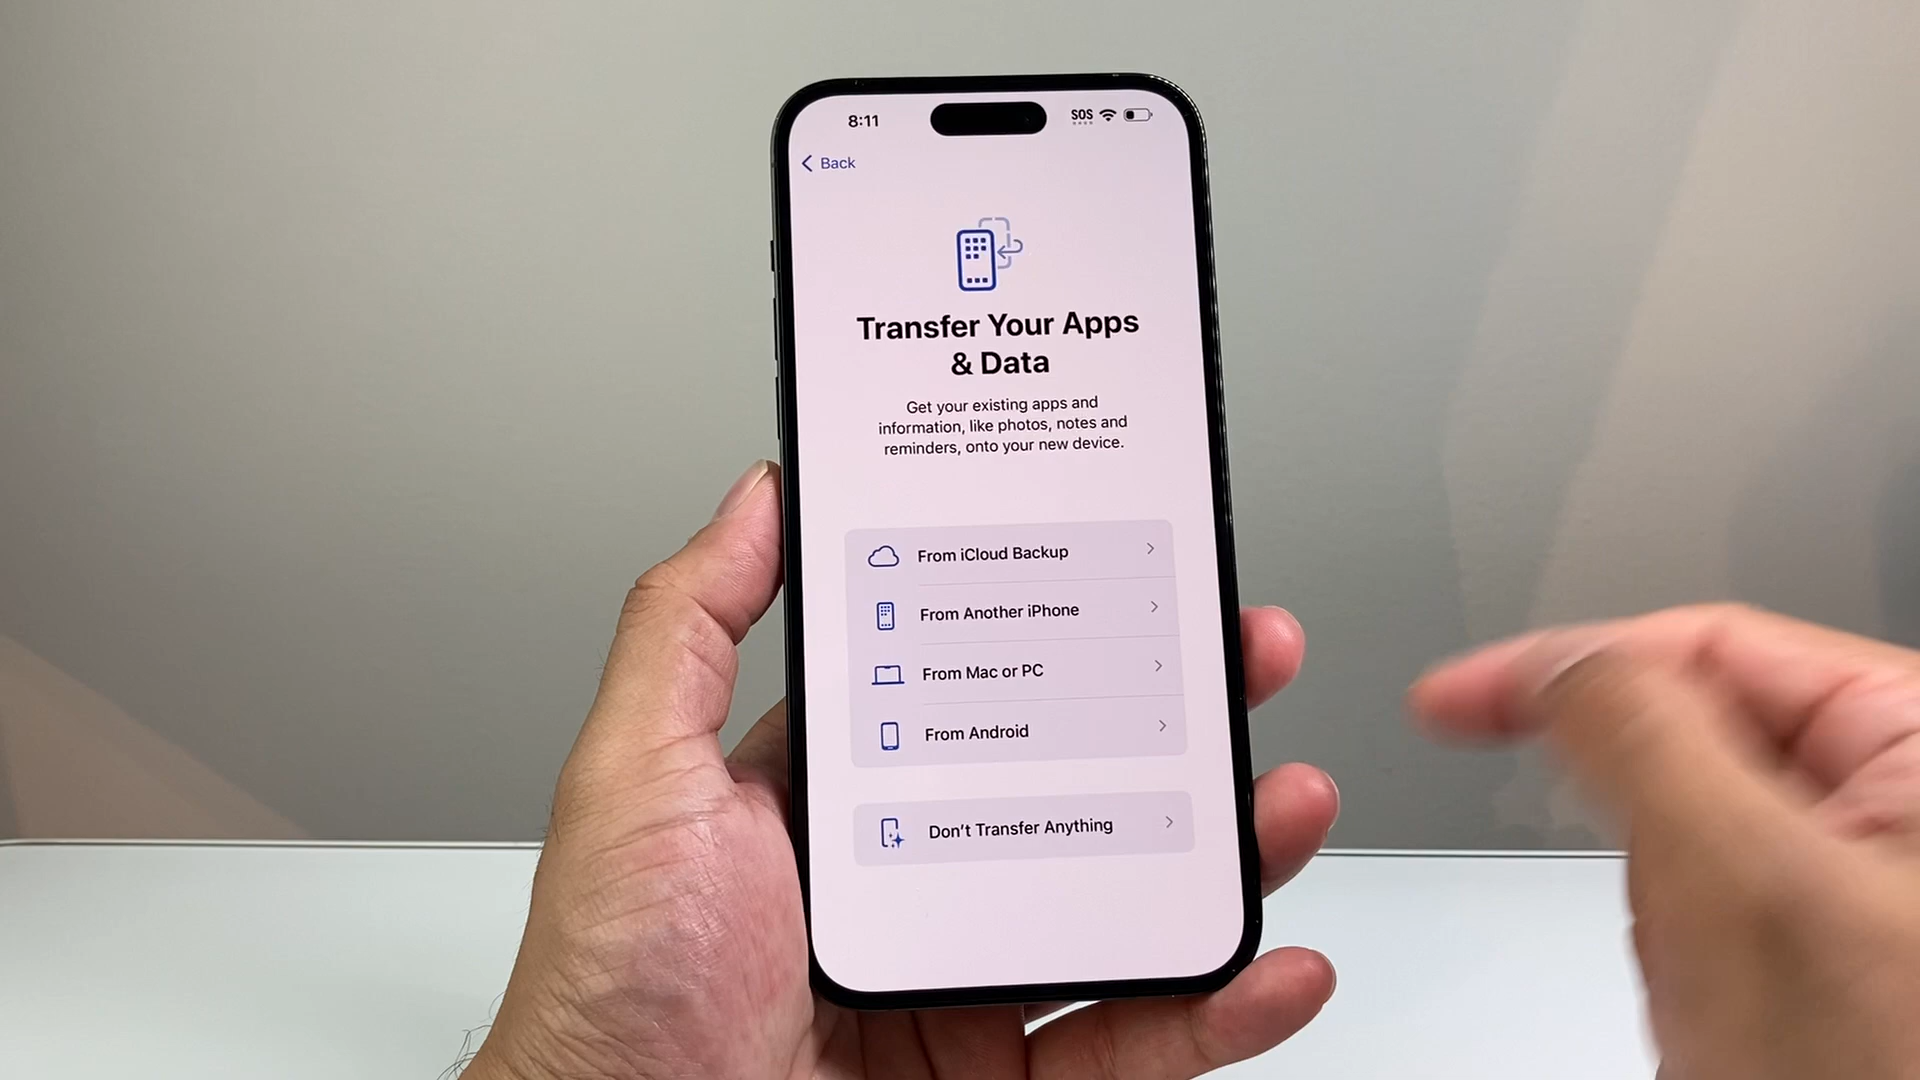 8:11
SOS
Back
Transfer Your Apps
& Data
Get your existing apps and
information, like photos, notes and
reminders, onto your new device.
From iCloud Backup
From Another iPhone
From Mac or PC
From Android
Don't Transfer Anything